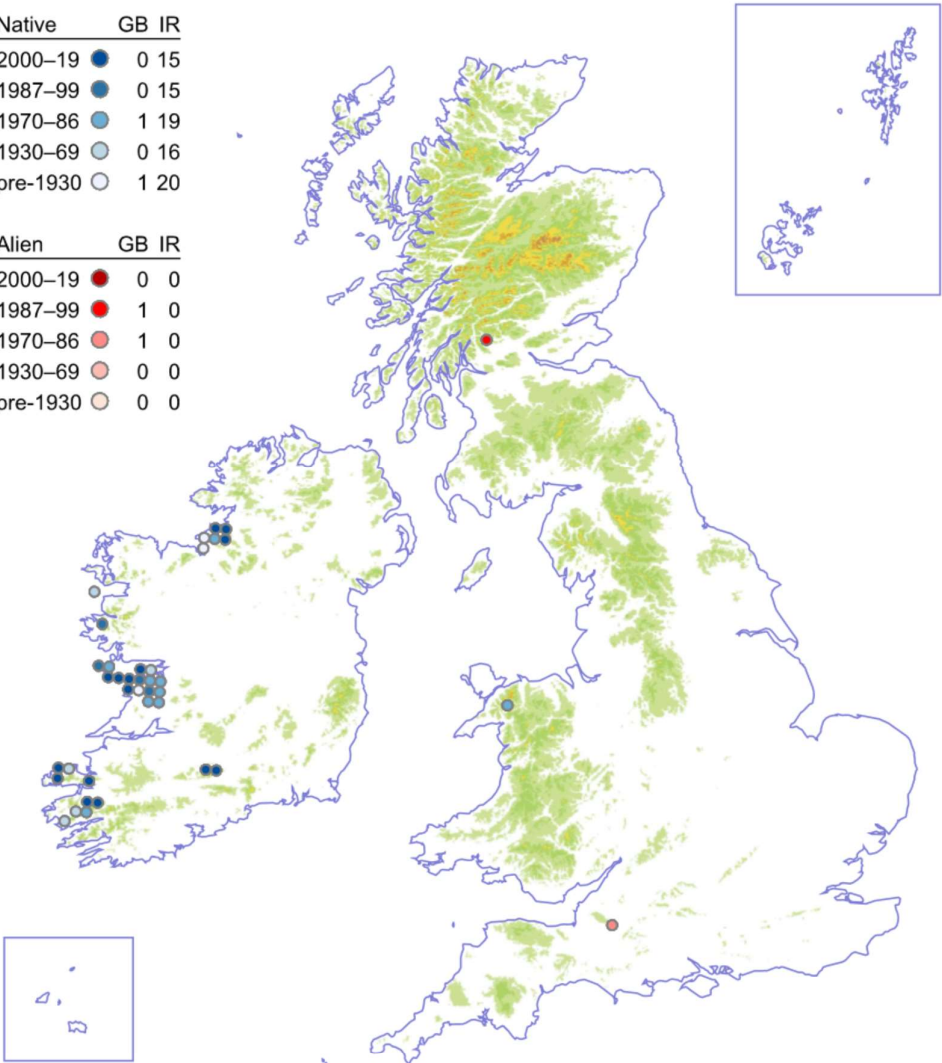 Native GB IR
2000–19 0 15
1987–99 0 15
1970–86 1 19
1930–69 0 16
pre-1930 1 20
Alien GB IR
2000–19 0 0
1987–99 1 0
1970–86 1 0
1930–69 0 0
pre-1930 0 0